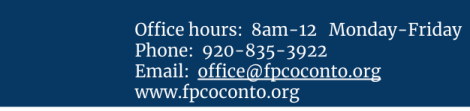 Office hours:  8am-12   Monday-Friday
Phone:  920-835-3922
Email:  office@fpcoconto.org
www.fpcoconto.org